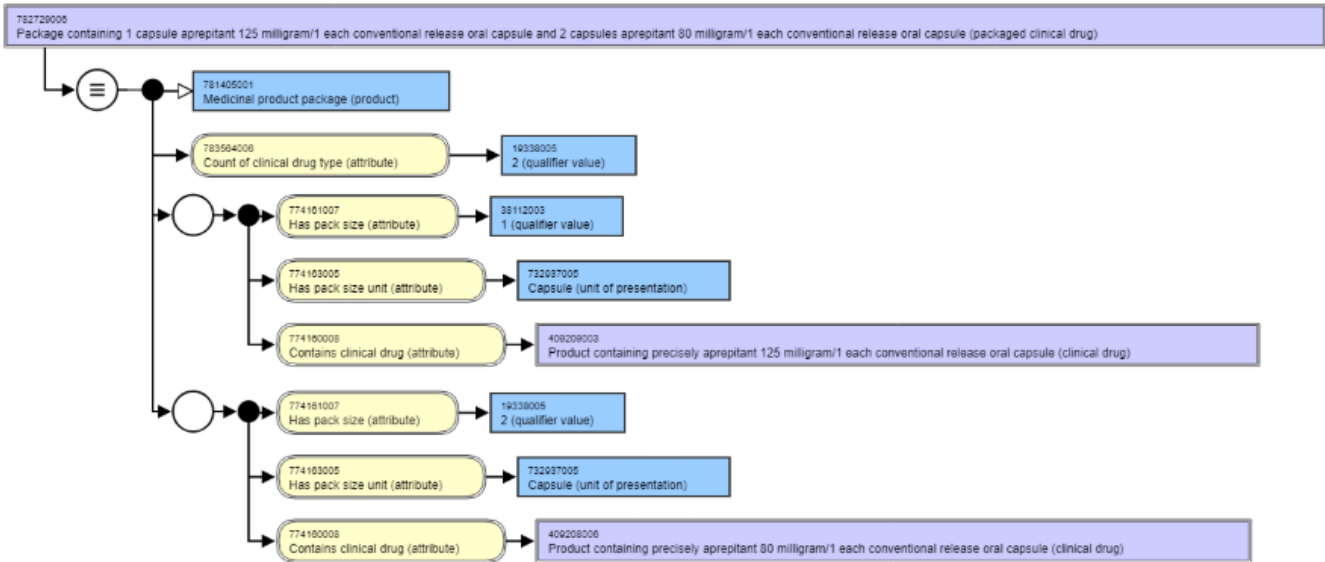 782729006
Package containing 1 capsule aprepitant 125 milligram/1 each conventional release oral capsule and 2 capsules aprepitant 80 milligram/1 each conventional release oral capsule (packaged clinical drug)
781405001
Medicinal product package (product)
783564006
Count of clinical drug type (attribute)
19338005
2 (qualifier value)
774161007
Has pack size (attribute)
38112003
1 (qualifier value)
774163005
Has pack size unit (attribute)
732937005
Capsule (unit of presentation)
774160008
Contains clinical drug (attribute)
409209003
Product containing precisely aprepitant 125 milligram/1 each conventional release oral capsule (clinical drug)
774161007
Has pack size (attribute)
19338005
2 (qualifier value)
774163005
Has pack size unit (attribute)
732937005
Capsule (unit of presentation)
774160008
Contains clinical drug (attribute)
409208006
Product containing precisely aprepitant 80 milligram/1 each conventional release oral capsule (clinical drug)